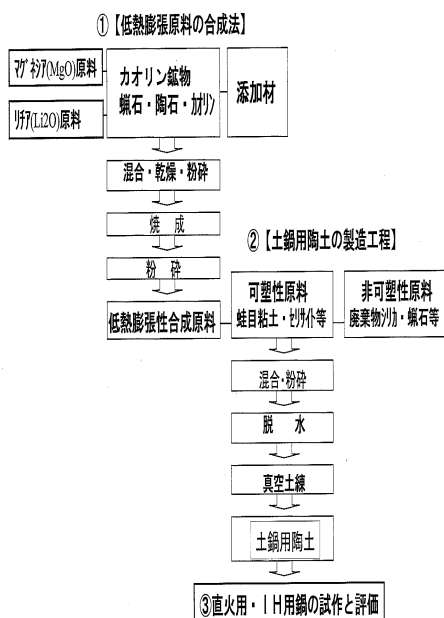 ①【低熱膨張原料の合成法】
マグネシア(MgO)原料
リチア(Li2O)原料
カオリン鉱物
蝋石・陶石・カオリン
添加材
混合・乾燥・粉砕
焼 成
粉 砕
低熱膨張性合成原料
②【土鍋用陶土の製造工程】
可塑性原料
蛙目粘土・セリサイト等
非可塑性原料
廃棄物シリカ・蝋石等
混合・粉砕
脱 水
真空土練
土鍋用陶土
③直火用・IH用鍋の試作と評価